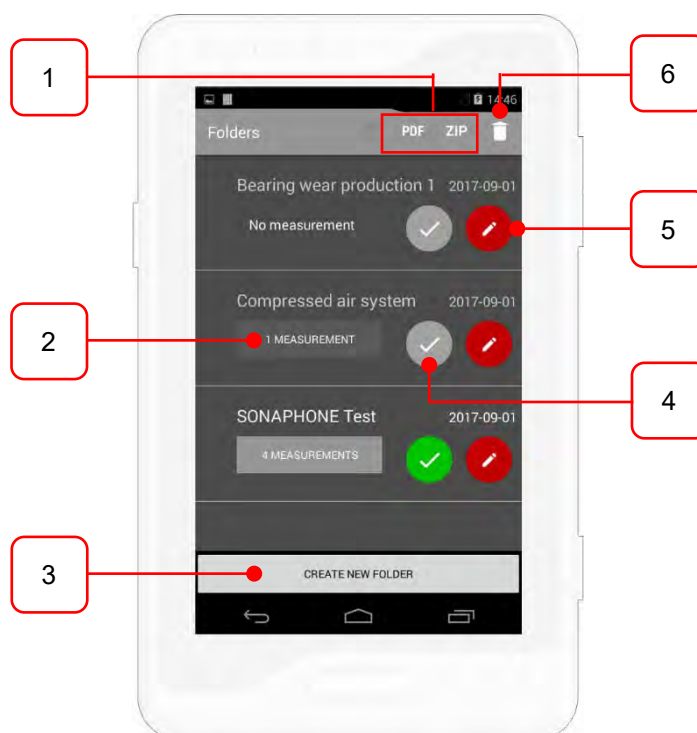 1
6
14:46
Folders
PDF ZIP
Bearing wear production 1 2017-09-01
No measurement
5
Compressed air system 2017-09-01
2
1 MEASUREMENT
4
SONAPHONE Test 2017-09-01
4 MEASUREMENTS
3
CREATE NEW FOLDER